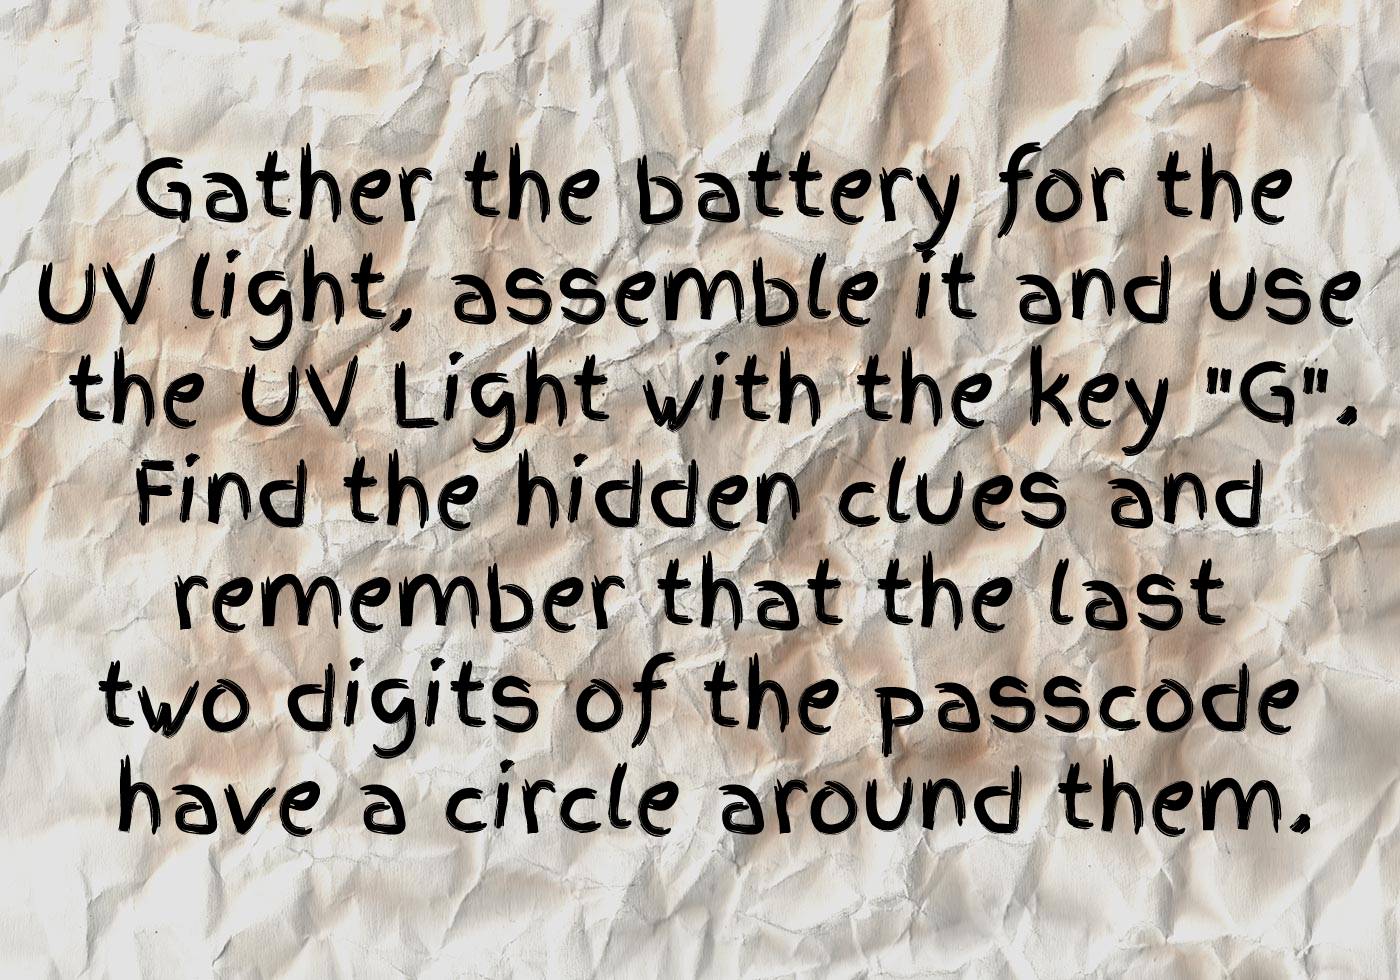 Gather the battery for the
UV light, assemble it and use
the UV Light with the key "G".
Find the hidden clues and
remember that the last
two digits of the passcode
have a circle around them.